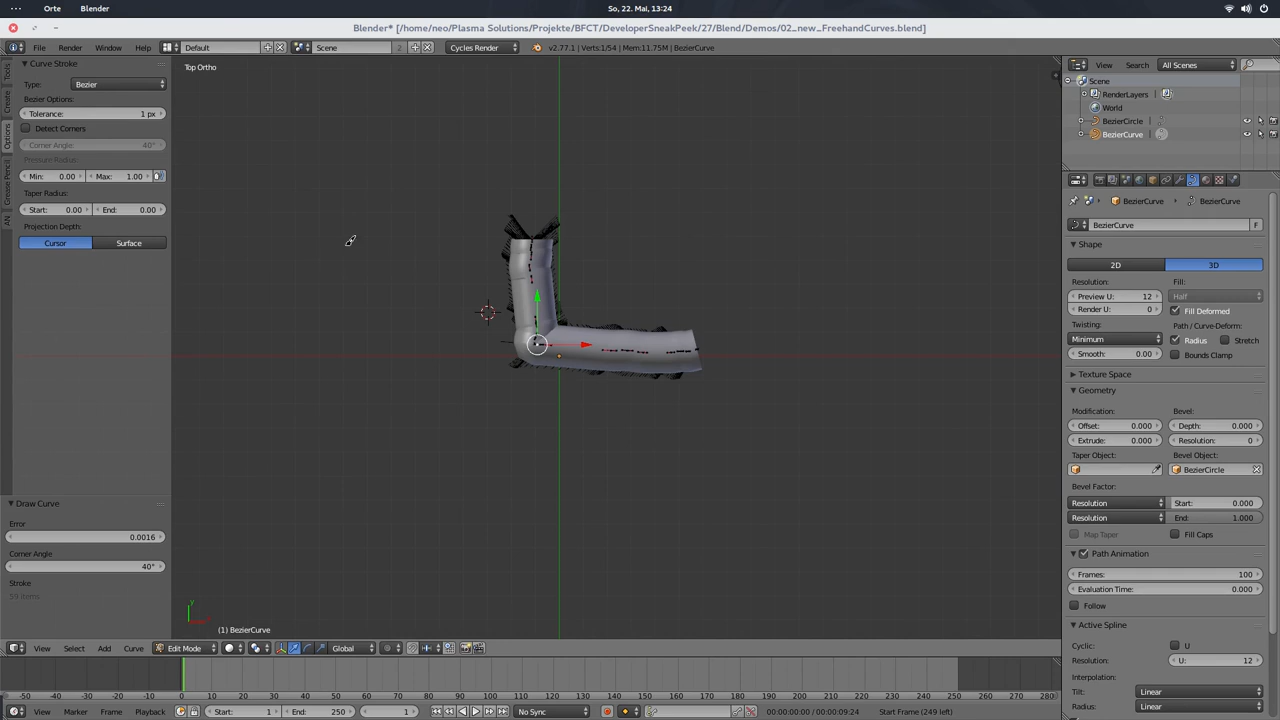 Orte Blender So, 22. Mai, 13:24
Blender* [/home/neo/Plasma Solutions/Projekte/BFCT/DeveloperSneakPeek/27/Blend/Demos/02_new_FreehandCurves.blend]
File Render Window Help Default Scene 2 Cycles Render v2.77.1 | Verts:1/54 | Mem:11.75M | BezierCurve
View Search All Scenes
Tools
Create
Options
Grease Pencil
AN
Curve Stroke
Type: Bezier
Bezier Options:
Tolerance: 1 px
Detect Corners
Corner Angle: 40°
Pressure Radius:
Min: 0.00 Max: 1.00
Taper Radius:
Start: 0.00 End: 0.00
Projection Depth:
Cursor Surface
Draw Curve
Error
0.0016
Corner Angle
40°
Stroke
59 items
Top Ortho
y
(1) BezierCurve
View Select Add Curve Edit Mode Global
Scene
RenderLayers
World
BezierCircle
BezierCurve
BezierCurve BezierCurve
BezierCurve F
Shape
2D 3D
Resolution: Fill:
Preview U: 12 Half
Render U: 0 Fill Deformed
Twisting: Path / Curve-Deform:
Minimum Radius Stretch
Smooth: 0.00 Bounds Clamp
Texture Space
Geometry
Modification: Bevel:
Offset: 0.000 Depth: 0.000
Extrude: 0.000 Resolution: 0
Taper Object: Bevel Object:
BezierCircle
Bevel Factor:
Resolution Start: 0.000
Resolution End: 1.000
Map Taper Fill Caps
Path Animation
Frames: 100
Evaluation Time: 0.000
Follow
Active Spline
Cyclic: U
Resolution: U: 12
Interpolation:
Tilt: Linear
Radius: Linear
-50 -40 -30 -20 -10 0 10 20 30 40 50 60 70 80 90 100 110 120 130 140 150 160 170 180 190 200 210 220 230 240 250 260 270 280
View Marker Frame Playback Start: 1 End: 250 1 No Sync 00:00:00:00 / 00:00:09:24 Start Frame (249 left)